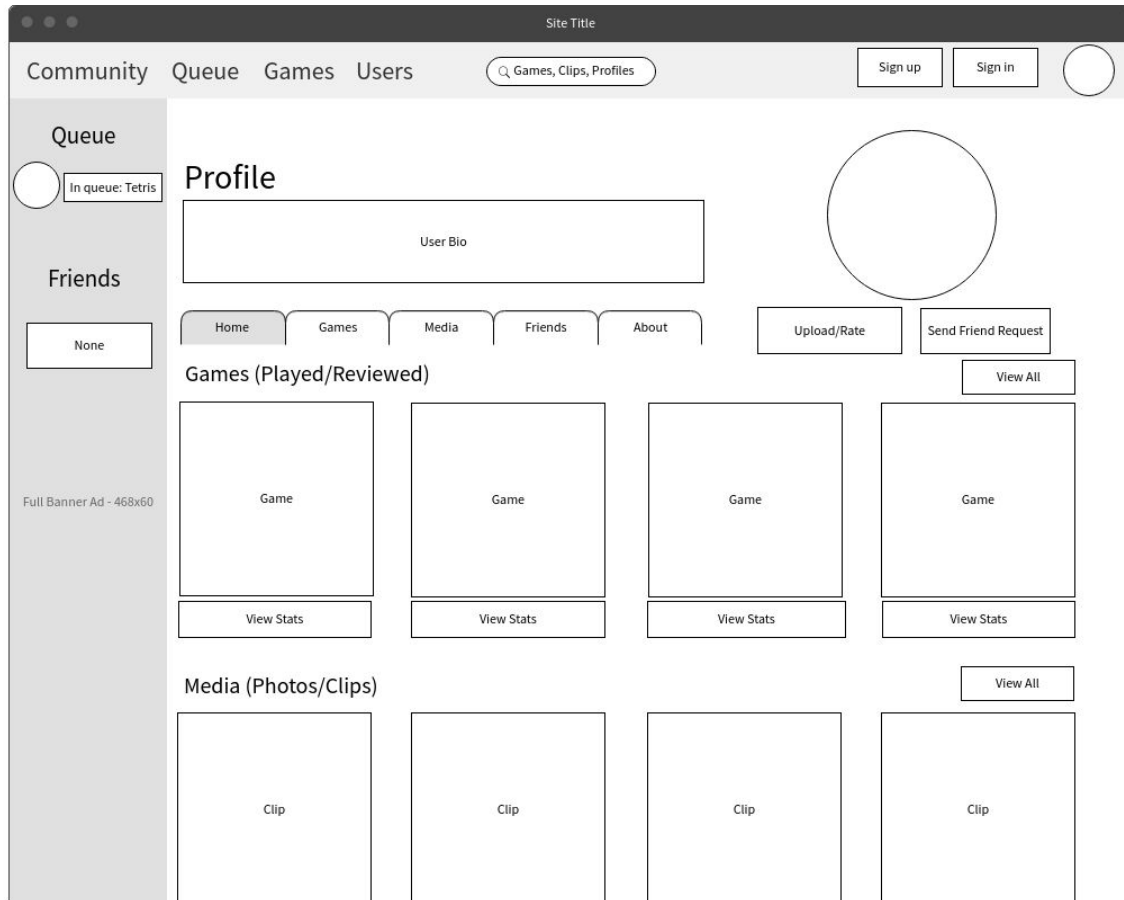 Site Title
Community Queue Games Users
Games, Clips, Profiles
Sign up
Sign in
Queue
In queue: Tetris
Friends
None
Full Banner Ad - 468x60
Profile
User Bio
Home Games Media Friends About
Upload/Rate
Send Friend Request
Games (Played/Reviewed)
View All
Game Game Game Game
View Stats View Stats View Stats View Stats
Media (Photos/Clips)
View All
Clip Clip Clip Clip